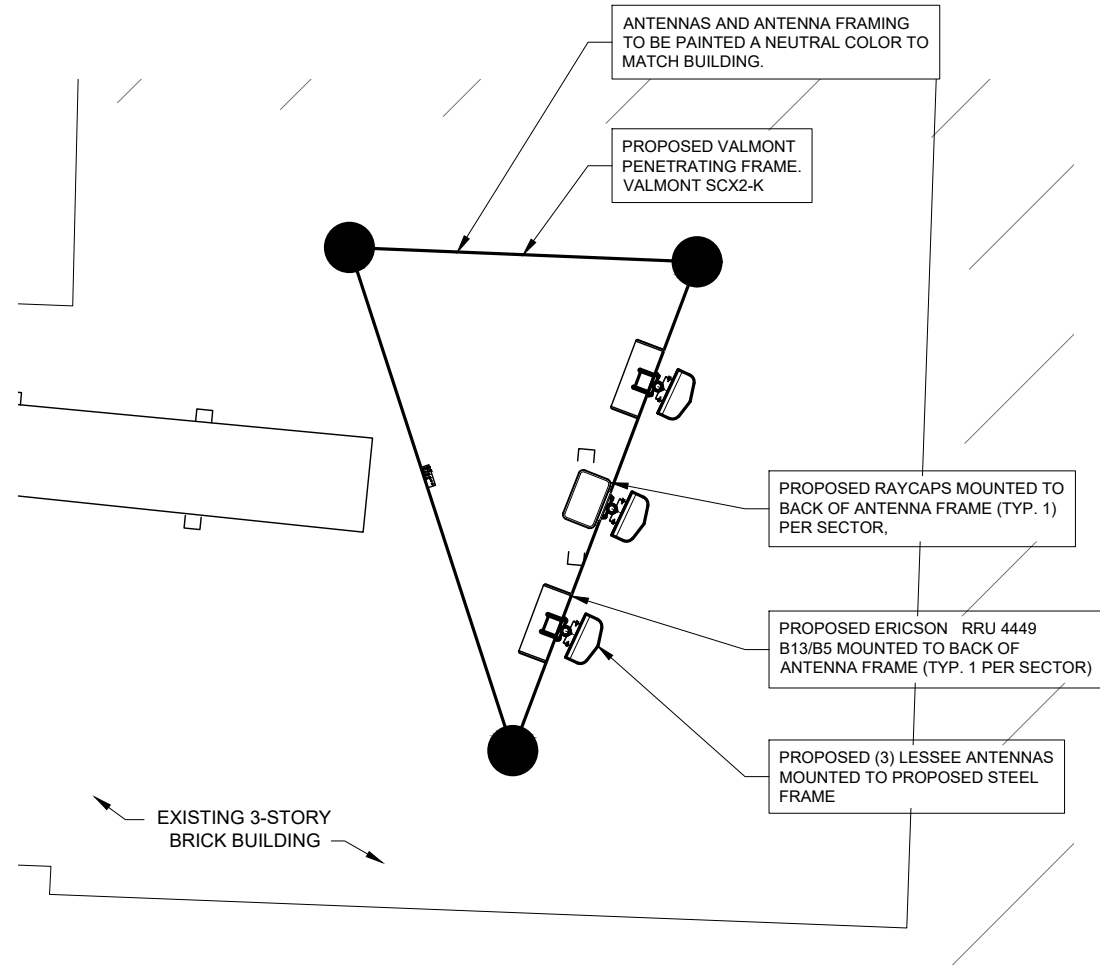 ANTENNAS AND ANTENNA FRAMING
TO BE PAINTED A NEUTRAL COLOR TO
MATCH BUILDING.
PROPOSED VALMONT
PENETRATING FRAME.
VALMONT SCX2-K
PROPOSED RAYCAPS MOUNTED TO
BACK OF ANTENNA FRAME (TYP. 1)
PER SECTOR,
PROPOSED ERICSON RRU 4449
B13/B5 MOUNTED TO BACK OF
ANTENNA FRAME (TYP. 1 PER SECTOR)
PROPOSED (3) LESSEE ANTENNAS
MOUNTED TO PROPOSED STEEL
FRAME
EXISTING 3-STORY
BRICK BUILDING